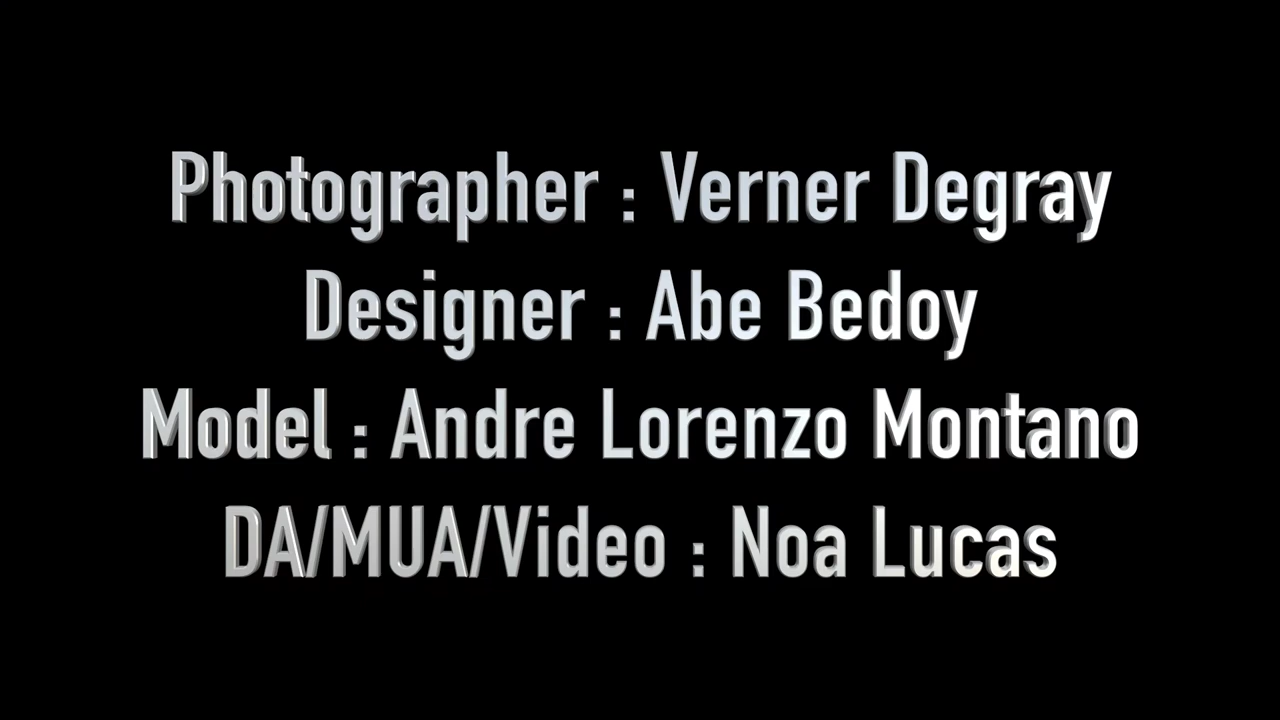 Photographer : Verner Degray
Designer : Abe Bedoy
Model : Andre Lorenzo Montano
DA/MUA/Video : Noa Lucas